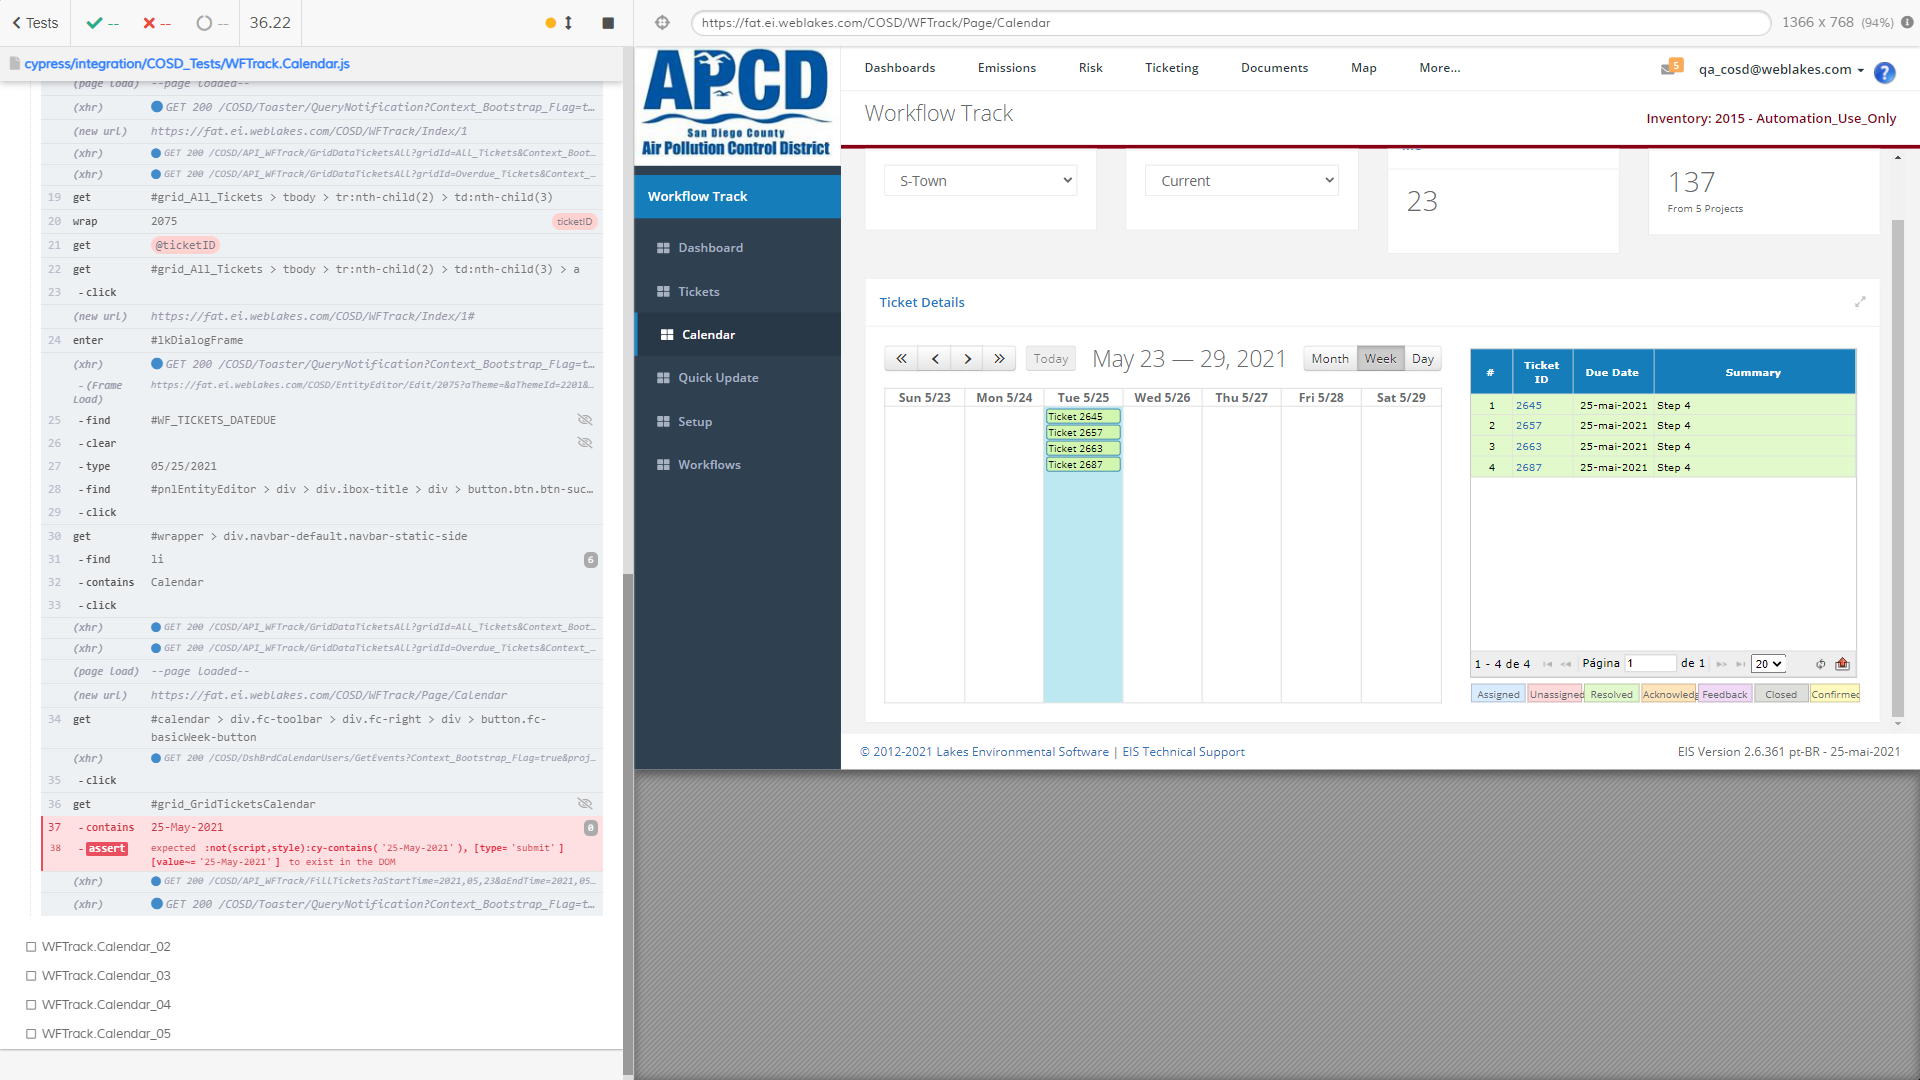 Tests
--
--
--
36.22
cypress/integration/COSD_Tests/WFTrack.Calendar.js
(page load) --page loaded--
(xhr) GET 200 /COSD/Toaster/QueryNotification?Context_Bootstrap_Flag=t…
(new url) https://fat.ei.weblakes.com/COSD/WFTrack/Index/1
(xhr) GET 200 /COSD/API_WFTrack/GridDataTicketsAll?gridId=All_Tickets&Context_Boot…
(xhr) GET 200 /COSD/API_WFTrack/GridDataTicketsAll?gridId=Overdue_Tickets&Context_…
19 get #grid_All_Tickets > tbody > tr:nth-child(2) > td:nth-child(3)
20 wrap 2075 ticketID
21 get @ticketID
22 get #grid_All_Tickets > tbody > tr:nth-child(2) > td:nth-child(3) > a
23 -click
(new url) https://fat.ei.weblakes.com/COSD/WFTrack/Index/1#
24 enter #lkDialogFrame
(xhr) GET 200 /COSD/Toaster/QueryNotification?Context_Bootstrap_Flag=t…
-(Frame Load) https://fat.ei.weblakes.com/COSD/EntityEditor/Edit/2075?aTheme=&aThemeId=2201&…
25 -find #WF_TICKETS_DATEDUE
26 -clear
27 -type 05/25/2021
28 -find #pnlEntityEditor > div > div.ibox-title > div > button.btn.btn-suc…
29 -click
30 get #wrapper > div.navbar-default.navbar-static-side
31 -find li 6
32 -contains Calendar
33 -click
(xhr) GET 200 /COSD/API_WFTrack/GridDataTicketsAll?gridId=All_Tickets&Context_Boot…
(xhr) GET 200 /COSD/API_WFTrack/GridDataTicketsAll?gridId=Overdue_Tickets&Context_…
(page load) --page loaded--
(new url) https://fat.ei.weblakes.com/COSD/WFTrack/Page/Calendar
34 get #calendar > div.fc-toolbar > div.fc-right > div > button.fc-
basicWeek-button
(xhr) GET 200 /COSD/DshBrdCalendarUsers/GetEvents?Context_Bootstrap_Flag=true&proj…
35 -click
36 get #grid_GridTicketsCalendar
37 -contains 25-May-2021 0
38 -assert expected :not(script,style):cy-contains('25-May-2021'), [type='submit']
[value~='25-May-2021'] to exist in the DOM
(xhr) GET 200 /COSD/API_WFTrack/FillTickets?aStartTime=2021,05,23&aEndTime=2021,05…
(xhr) GET 200 /COSD/Toaster/QueryNotification?Context_Bootstrap_Flag=t…
WFTrack.Calendar_02
WFTrack.Calendar_03
WFTrack.Calendar_04
WFTrack.Calendar_05
https://fat.ei.weblakes.com/COSD/WFTrack/Page/Calendar
1366 x 768 (94%)
APCD
San Diego County
Air Pollution Control District
Dashboards Emissions Risk Ticketing Documents Map More...
5
qa_cosd@weblakes.com
?
Workflow Track
Inventory: 2015 - Automation_Use_Only
Workflow Track
Dashboard
Tickets
Calendar
Quick Update
Setup
Workflows
S-Town
Current
23
137
From 5 Projects
Ticket Details
Today
May 23 — 29, 2021
Month Week Day
Sun 5/23 Mon 5/24 Tue 5/25 Wed 5/26 Thu 5/27 Fri 5/28 Sat 5/29
Ticket 2645
Ticket 2657
Ticket 2663
Ticket 2687
# Ticket ID Due Date Summary
1 2645 25-mai-2021 Step 4
2 2657 25-mai-2021 Step 4
3 2663 25-mai-2021 Step 4
4 2687 25-mai-2021 Step 4
1 - 4 de 4 Página 1 de 1 20
Assigned Unassigned Resolved Acknowledg Feedback Closed Confirmed
© 2012-2021 Lakes Environmental Software | EIS Technical Support
EIS Version 2.6.361 pt-BR - 25-mai-2021